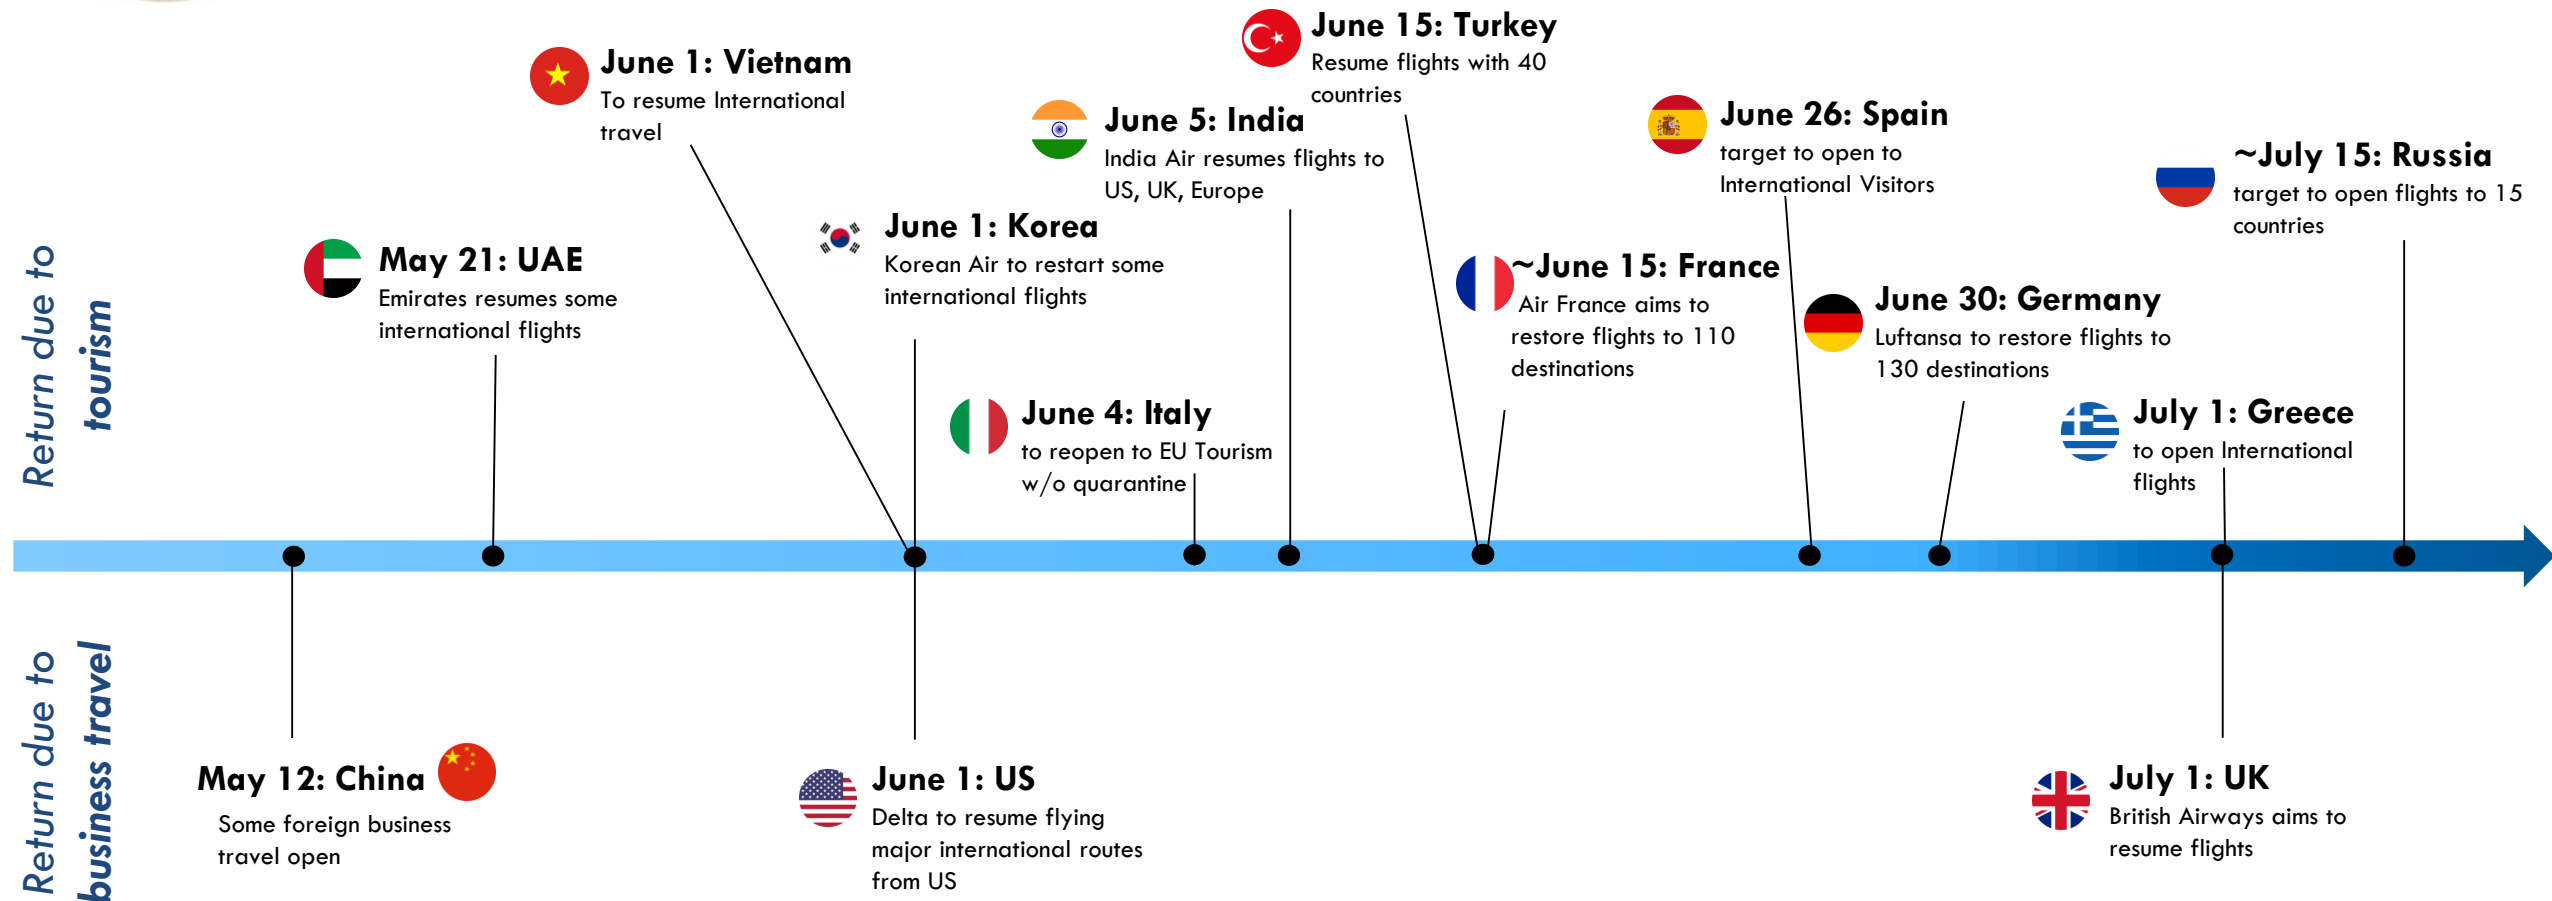 Return due to
tourism
May 21: UAE
Emirates resumes some
international flights
June 1: Vietnam
To resume International
travel
June 1: Korea
Korean Air to restart some
international flights
June 4: Italy
to reopen to EU Tourism
w/o quarantine
June 5: India
India Air resumes flights to
US, UK, Europe
June 15: Turkey
Resume flights with 40
countries
~June 15: France
Air France aims to
restore flights to 110
destinations
June 26: Spain
target to open to
International Visitors
June 30: Germany
Luftansa to restore flights to
130 destinations
July 1: Greece
to open International
flights
~July 15: Russia
target to open flights to 15
countries
Return due to
business travel
May 12: China
Some foreign business
travel open
June 1: US
Delta to resume flying
major international routes
from US
July 1: UK
British Airways aims to
resume flights